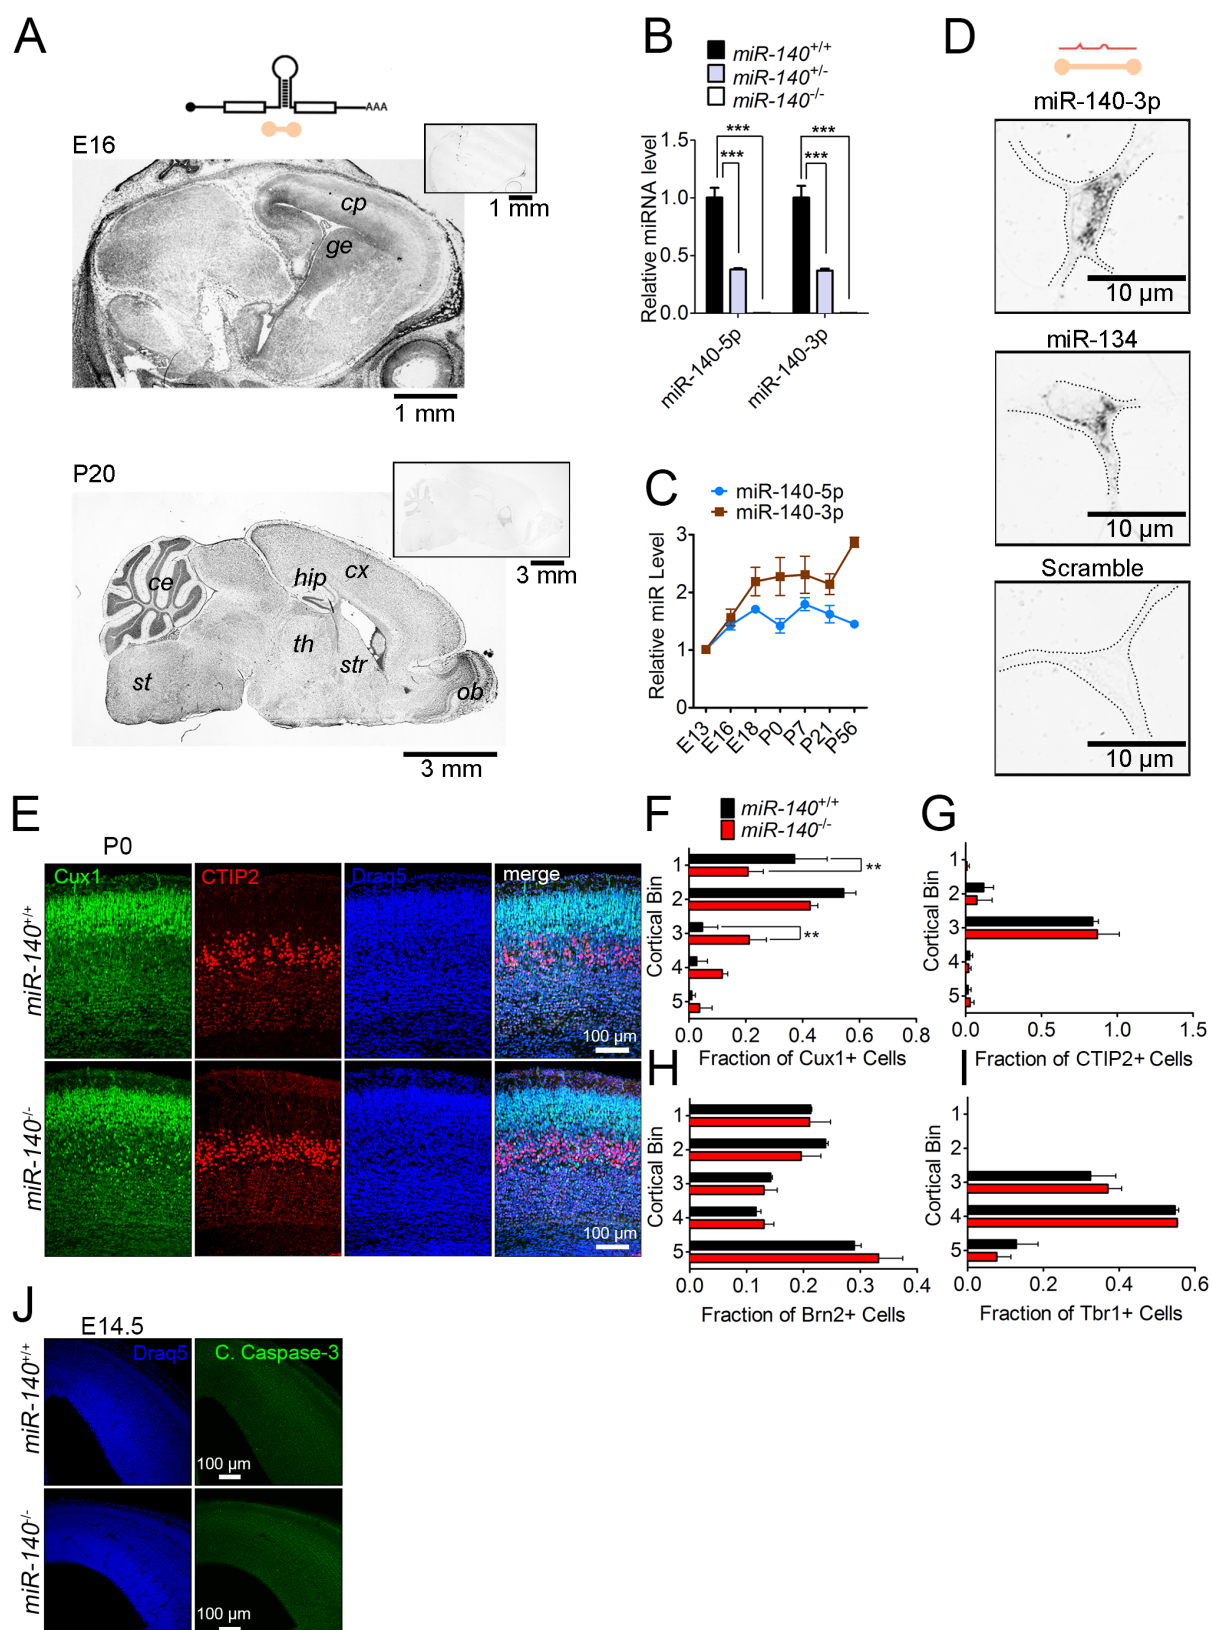 A
AAA
E16
cp
ge
1 mm
1 mm
P20
ce
hip
cx
th
str
st
ob
3 mm
3 mm
B
miR-140+/+
miR-140+/-
miR-140-/-
Relative miRNA level
1.5
1.0
0.5
0.0
***
***
***
***
miR-140-5p
miR-140-3p
C
miR-140-5p
miR-140-3p
Relative miR Level
3
2
1
0
E13
E16
E18
P0
P7
P21
P56
D
miR-140-3p
10 µm
miR-134
10 µm
Scramble
10 µm
E
P0
Cux1
CTIP2
Draq5
merge
miR-140+/+
100 µm
miR-140-/-
100 µm
F
miR-140+/+
miR-140-/-
Cortical Bin
1
2
3
4
5
**
**
0.0 0.2 0.4 0.6 0.8
Fraction of Cux1+ Cells
G
Cortical Bin
1
2
3
4
5
0.0 0.5 1.0 1.5
Fraction of CTIP2+ Cells
H
Cortical Bin
1
2
3
4
5
0.0 0.1 0.2 0.3 0.4
Fraction of Brn2+ Cells
I
Cortical Bin
1
2
3
4
5
0.0 0.2 0.4 0.6
Fraction of Tbr1+ Cells
J
E14.5
Draq5
C. Caspase-3
miR-140+/+
100 µm
miR-140-/-
100 µm